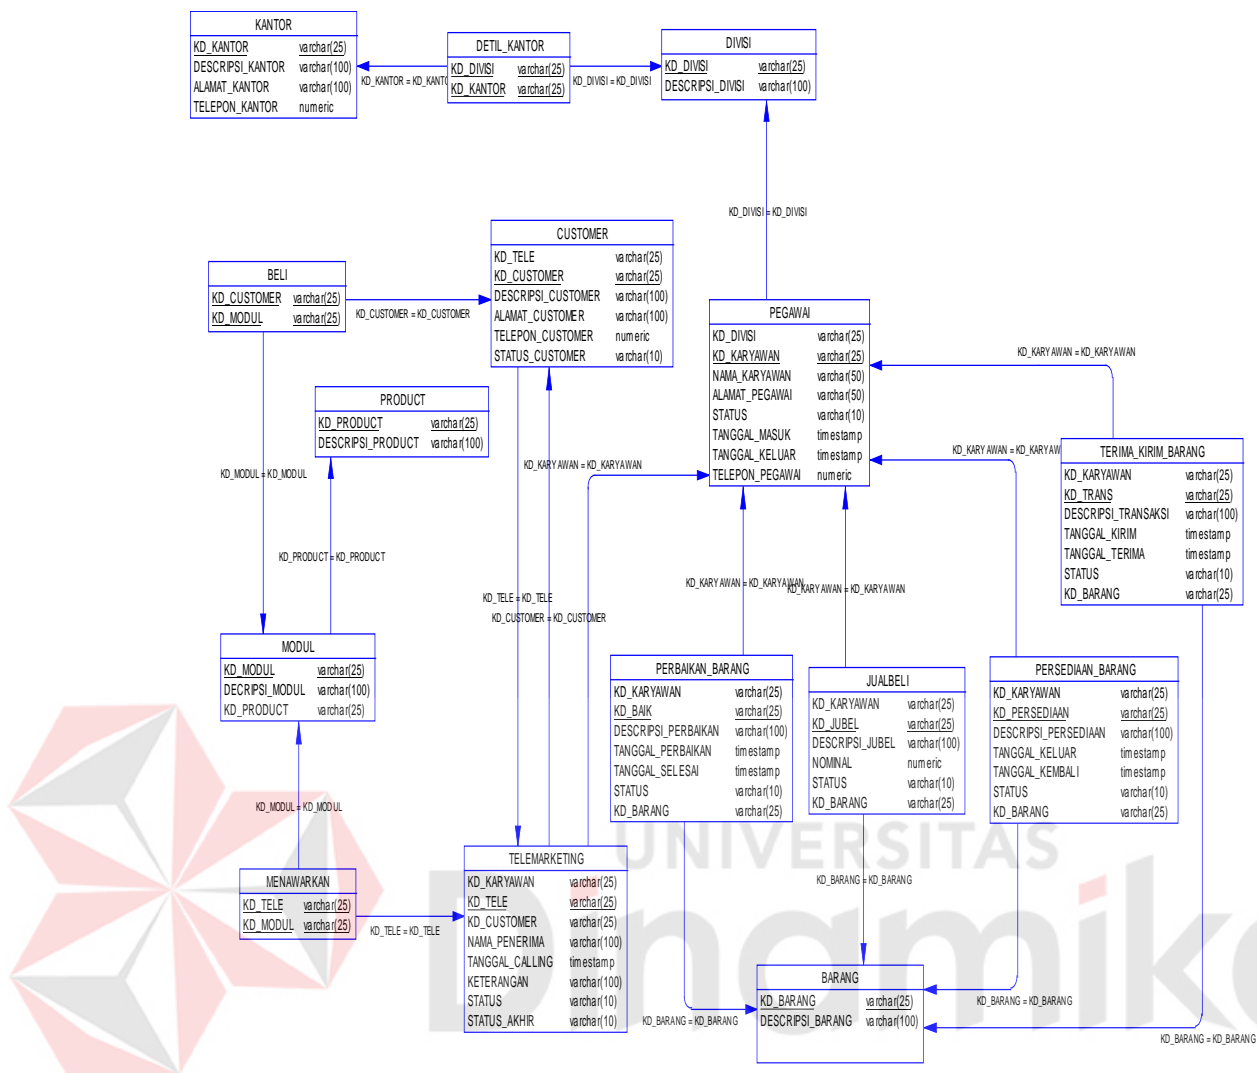 KANTOR
KD_KANTOR varchar(25)
DESCRIPSI_KANTOR varchar(100)
ALAMAT_KANTOR varchar(100)
TELEPON_KANTOR numeric
KD_KANTOR = KD_KANTO
DETIL_KANTOR
KD_DIVISI varchar(25)
KD_KANTOR varchar(25)
KD_DIVISI = KD_DIVISI
DIVISI
KD_DIVISI varchar(25)
DESCRIPSI_DIVISI varchar(100)
KD_DIVISI = KD_DIVISI
CUSTOMER
KD_TELE varchar(25)
KD_CUSTOMER varchar(25)
DESCRIPSI_CUSTOMER varchar(100)
ALAMAT_CUSTOMER varchar(100)
TELEPON_CUSTOMER numeric
STATUS_CUSTOMER varchar(10)
BELI
KD_CUSTOMER varchar(25)
KD_MODUL varchar(25)
KD_CUSTOMER = KD_CUSTOMER
PEGAWAI
KD_DIVISI varchar(25)
KD_KARYAWAN varchar(25)
NAMA_KARYAWAN varchar(50)
ALAMAT_PEGAWAI varchar(50)
STATUS varchar(10)
TANGGAL_MASUK timestamp
TANGGAL_KELUAR timestamp
TELEPON_PEGAWAI numeric
KD_KARYAWAN = KD_KARYAWAN
PRODUCT
KD_PRODUCT varchar(25)
DESCRIPSI_PRODUCT varchar(100)
KD_KARYAWAN = KD_KARYAW
TERIMA_KIRIM_BARANG
KD_KARYAWAN varchar(25)
KD_TRANS varchar(25)
DESCRIPSI_TRANSAKSI varchar(100)
TANGGAL_KIRIM timestamp
TANGGAL_TERIMA timestamp
STATUS varchar(10)
KD_BARANG varchar(25)
KD_MODUL = KD_MODUL
KD_KARYAWAN = KD_KARYAWAN
KD_PRODUCT = KD_PRODUCT
KD_KARYAWAN = KD_KARYAWAN
KD_KARYAWAN = KD_KARYAWAN
KD_TELE = KD_TELE
KD_CUSTOMER = KD_CUSTOMER
MODUL
KD_MODUL varchar(25)
DECRIPSI_MODUL varchar(100)
KD_PRODUCT varchar(25)
PERBAIKAN_BARANG
KD_KARYAWAN varchar(25)
KD_BAIK varchar(25)
DESCRIPSI_PERBAIKAN varchar(100)
TANGGAL_PERBAIKAN timestamp
TANGGAL_SELESAI timestamp
STATUS varchar(10)
KD_BARANG varchar(25)
JUALBELI
KD_KARYAWAN varchar(25)
KD_JUBEL varchar(25)
DESCRIPSI_JUBEL varchar(100)
NOMINAL numeric
STATUS varchar(10)
KD_BARANG varchar(25)
PERSEDIAAN_BARANG
KD_KARYAWAN varchar(25)
KD_PERSEDIAAN varchar(25)
DESCRIPSI_PERSEDIAAN varchar(100)
TANGGAL_KELUAR timestamp
TANGGAL_KEMBALI timestamp
STATUS varchar(10)
KD_BARANG varchar(25)
KD_MODUL = KD_MODUL
UNIVERSITAS
Dinamika
MENAWARKAN
KD_TELE varchar(25)
KD_MODUL varchar(25)
KD_TELE = KD_TELE
TELEMARKETING
KD_KARYAWAN varchar(25)
KD_TELE varchar(25)
KD_CUSTOMER varchar(25)
NAMA_PENERIMA varchar(100)
TANGGAL_CALLING timestamp
KETERANGAN varchar(100)
STATUS varchar(10)
STATUS_AKHIR varchar(10)
KD_BARANG = KD_BARANG
BARANG
KD_BARANG varchar(25)
DESCRIPSI_BARANG varchar(100)
KD_BARANG = KD_BARANG
KD_BARANG = KD_BARANG
KD_BARANG = KD_BARANG